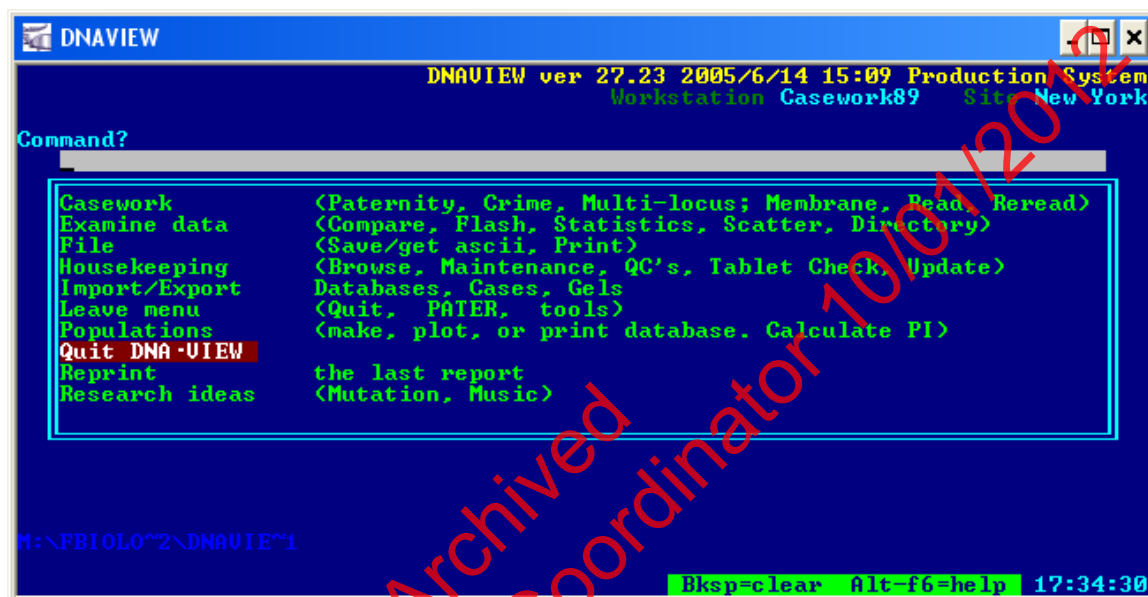 DNAVIEW
DNAVIEW ver 27.23 2005/6/14 15:09 Production System
Workstation Casework89 Site New York
Command?
Casework (Paternity, Crime, Multi-locus; Membrane, Read, Reread)
Examine data (Compare, Flash, Statistics, Scatter, Directory)
File (Save/get ascii, Print)
Housekeeping (Browse, Maintenance, QC's, Tablet Check, Update)
Import/Export Databases, Cases, Gels
Leave menu (Quit, PATER, tools)
Populations (make, plot, or print database. Calculate PI)
Quit DNA·VIEW
Reprint the last report
Research ideas (Mutation, Music)
M:\FBIOLO~2\DNAVIE~1
Bksp=clear Alt-f6=help 17:34:30
Archived
oordinator 10/01/2012